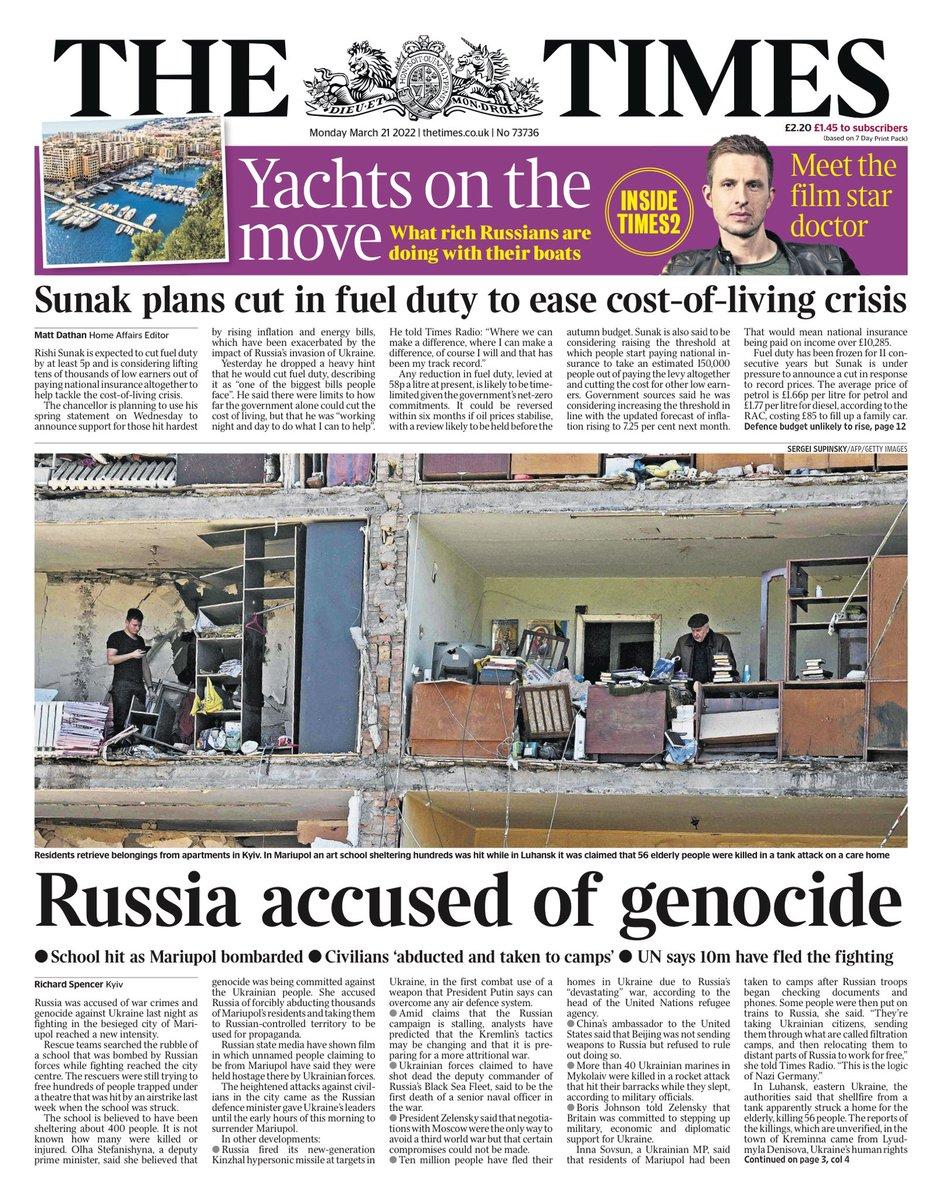 THE TIMES
DIEU ET MON DROIT
Monday March 21 2022 | thetimes.co.uk | No 73736
£2.20 £1.45 to subscribers
(based on 7 Day Print Pack)
Yachts on the
move
What rich Russians are
doing with their boats
INSIDE
TIMES2
Meet the
film star
doctor
Sunak plans cut in fuel duty to ease cost-of-living crisis
Matt Dathan Home Affairs Editor
Rishi Sunak is expected to cut fuel duty
by at least 5p and is considering lifting
tens of thousands of low earners out of
paying national insurance altogether to
help tackle the cost-of-living crisis.
The chancellor is planning to use his
spring statement on Wednesday to
announce support for those hit hardest
by rising inflation and energy bills,
which have been exacerbated by the
impact of Russia's invasion of Ukraine.
Yesterday he dropped a heavy hint
that he would cut fuel duty, describing
it as "one of the biggest bills people
face". He said there were limits to how
far the government alone could cut the
cost of living, but that he was "working
night and day to do what I can to help".
He told Times Radio: "Where we can
make a difference, where I can make a
difference, of course I will and that has
been my track record."
Any reduction in fuel duty, levied at
58p a litre at present, is likely to be time-
limited given the government's net-zero
commitments. It could be reversed
within six months if oil prices stabilise,
with a review likely to be held before the
autumn budget. Sunak is also said to be
considering raising the threshold at
which people start paying national in-
surance to take an estimated 150,000
people out of paying the levy altogether
and cutting the cost for other low earn-
ers. Government sources said he was
considering increasing the threshold in
line with the updated forecast of infla-
tion rising to 7.25 per cent next month.
That would mean national insurance
being paid on income over £10,285.
Fuel duty has been frozen for 11 con-
secutive years but Sunak is under
pressure to announce a cut in response
to record prices. The average price of
petrol is £1.66p per litre for petrol and
£1.77 per litre for diesel, according to the
RAC, costing £85 to fill up a family car.
Defence budget unlikely to rise, page 12
SERGEI SUPINSKY/AFP/GETTY IMAGES
Residents retrieve belongings from apartments in Kyiv. In Mariupol an art school sheltering hundreds was hit while in Luhansk it was claimed that 56 elderly people were killed in a tank attack on a care home
Russia accused of genocide
● School hit as Mariupol bombarded ● Civilians 'abducted and taken to camps' ● UN says 10m have fled the fighting
Richard Spencer Kyiv
Russia was accused of war crimes and
genocide against Ukraine last night as
fighting in the besieged city of Mari-
upol reached a new intensity.
Rescue teams searched the rubble of
a school that was bombed by Russian
forces while fighting reached the city
centre. The rescuers were still trying to
free hundreds of people trapped under
a theatre that was hit by an airstrike last
week when the school was struck.
The school is believed to have been
sheltering about 400 people. It is not
known how many were killed or
injured. Olha Stefanishyna, a deputy
prime minister, said she believed that
genocide was being committed against
the Ukrainian people. She accused
Russia of forcibly abducting thousands
of Mariupol's residents and taking them
to Russian-controlled territory to be
used for propaganda.
Russian state media have shown film
in which unnamed people claiming to
be from Mariupol have said they were
held hostage there by Ukrainian forces.
The heightened attacks against civil-
ians in the city came as the Russian
defence minister gave Ukraine's leaders
until the early hours of this morning to
surrender Mariupol.
In other developments:
● Russia fired its new-generation
Kinzhal hypersonic missile at targets in
Ukraine, in the first combat use of a
weapon that President Putin says can
overcome any air defence system.
● Amid claims that the Russian
campaign is stalling, analysts have
predicted that the Kremlin's tactics
may be changing and that it is pre-
paring for a more attritional war.
● Ukrainian forces claimed to have
shot dead the deputy commander of
Russia's Black Sea Fleet, said to be the
first death of a senior naval officer in
the war.
● President Zelensky said that negotia-
tions with Moscow were the only way to
avoid a third world war but that certain
compromises could not be made.
● Ten million people have fled their
homes in Ukraine due to Russia's
"devastating" war, according to the
head of the United Nations refugee
agency.
● China's ambassador to the United
States said that Beijing was not sending
weapons to Russia but refused to rule
out doing so.
● More than 40 Ukrainian marines in
Mykolaiv were killed in a rocket attack
that hit their barracks while they slept,
according to military officials.
● Boris Johnson told Zelensky that
Britain was committed to stepping up
military, economic and diplomatic
support for Ukraine.
Inna Sovsun, a Ukrainian MP, said
that residents of Mariupol had been
taken to camps after Russian troops
began checking documents and
phones. Some people were then put on
trains to Russia, she said. "They're
taking Ukrainian citizens, sending
them through what are called filtration
camps, and then relocating them to
distant parts of Russia to work for free,"
she told Times Radio. "This is the logic
of Nazi Germany."
In Luhansk, eastern Ukraine, the
authorities said that shellfire from a
tank apparently struck a home for the
elderly, killing 56 people. The reports of
the killings, which are unverified, in the
town of Kreminna came from Lyud-
myla Denisova, Ukraine's human rights
Continued on page 3, col 4